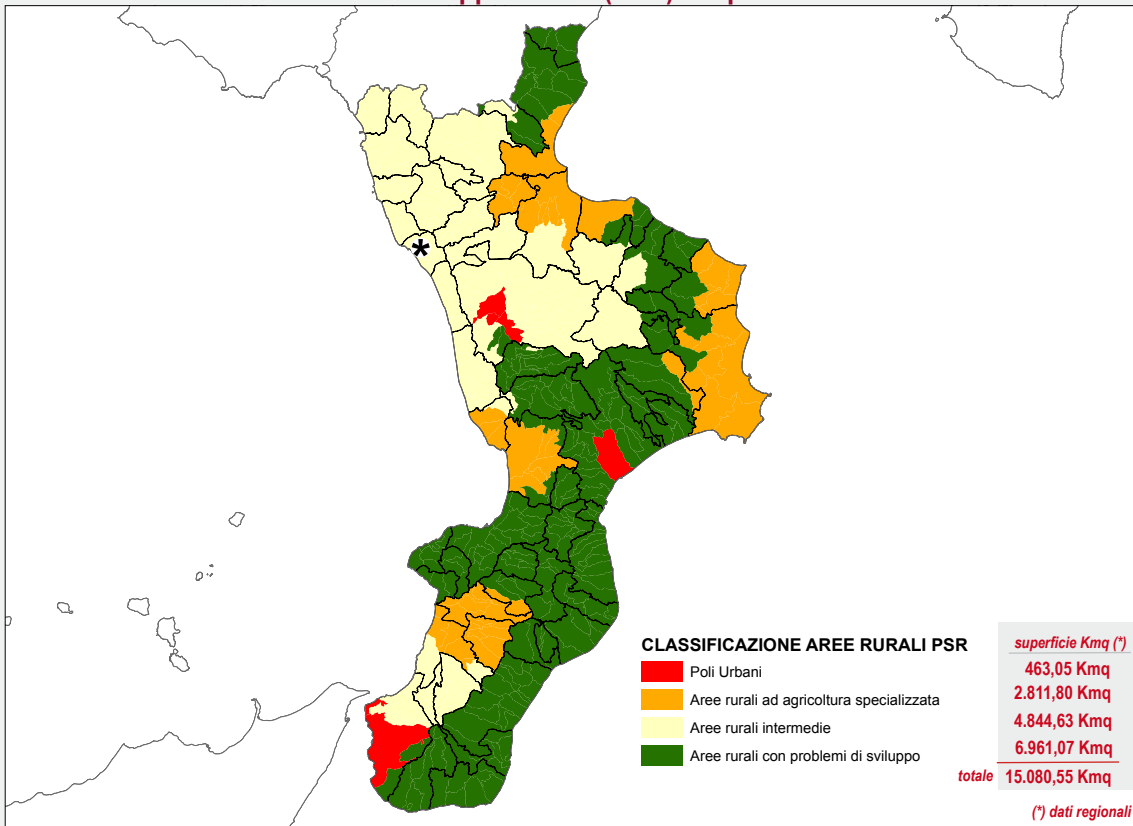 *
CLASSIFICAZIONE AREE RURALI PSR
superficie Kmq (*)
Poli Urbani
463,05 Kmq
Aree rurali ad agricoltura specializzata
2.811,80 Kmq
Aree rurali intermedie
4.844,63 Kmq
Aree rurali con problemi di sviluppo
6.961,07 Kmq
totale 15.080,55 Kmq
(*) dati regionali